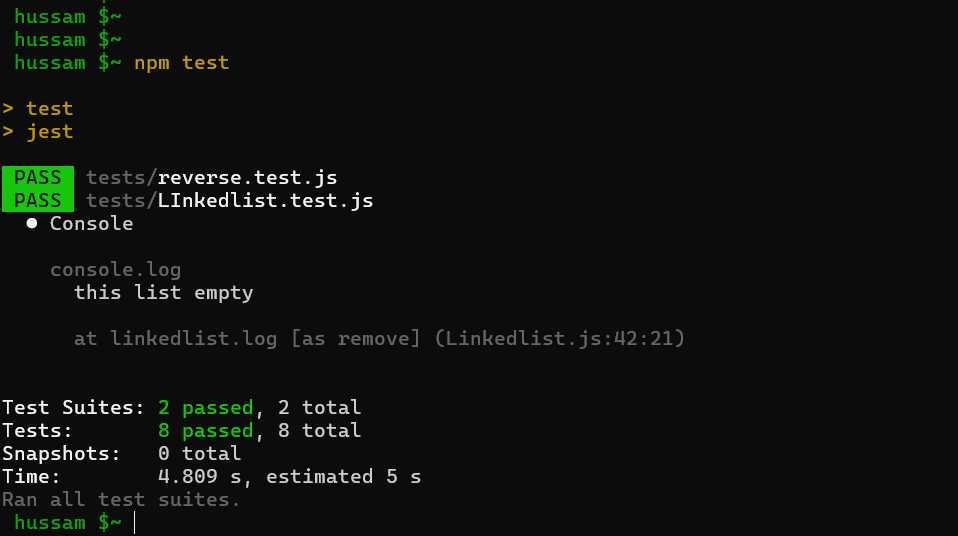 hussam $~
hussam $~
hussam $~ npm test
> test
> jest
PASS tests/reverse.test.js
PASS tests/LInkedlist.test.js
● Console
console.log
this list empty
at linkedlist.log [as remove] (Linkedlist.js:42:21)
Test Suites: 2 passed, 2 total
Tests: 8 passed, 8 total
Snapshots: 0 total
Time: 4.809 s, estimated 5 s
Ran all test suites.
hussam $~